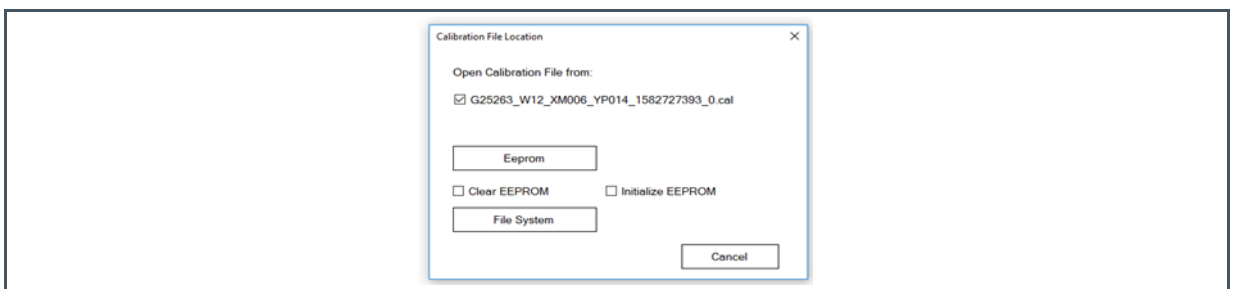 Calibration File Location
Open Calibration File from:
G25263_W12_XM006_YP014_1582727393_0.cal
Eeprom
Clear EEPROM Initialize EEPROM
File System
Cancel